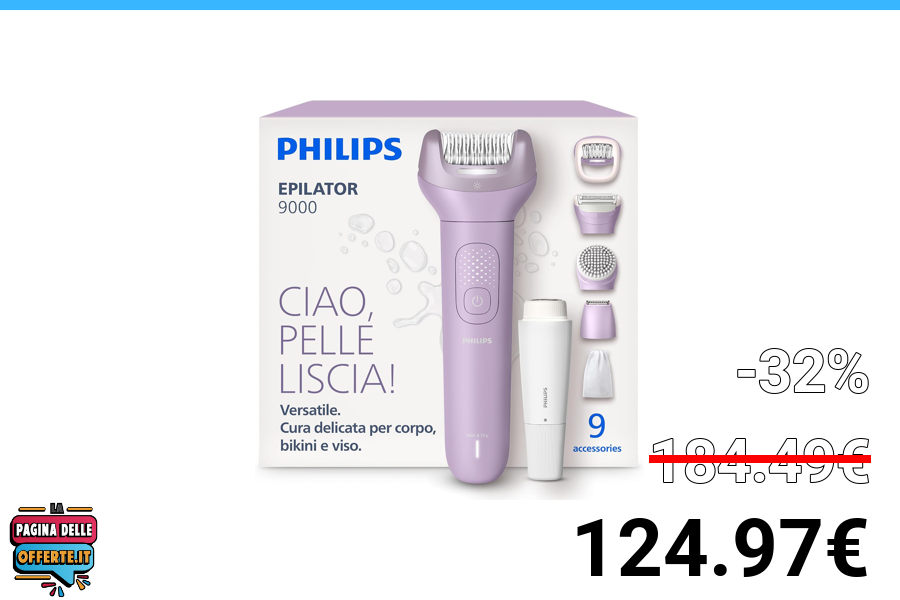 PHILIPS
EPILATOR
9000
CIAO,
PELLE
LISCIA!
Versatile.
Cura delicata per corpo,
bikini e viso.
PHILIPS
PHILIPS
9
accessories
-32%
184.49€
124.97€
LA
PAGINA DELLE
OFFERTE.IT